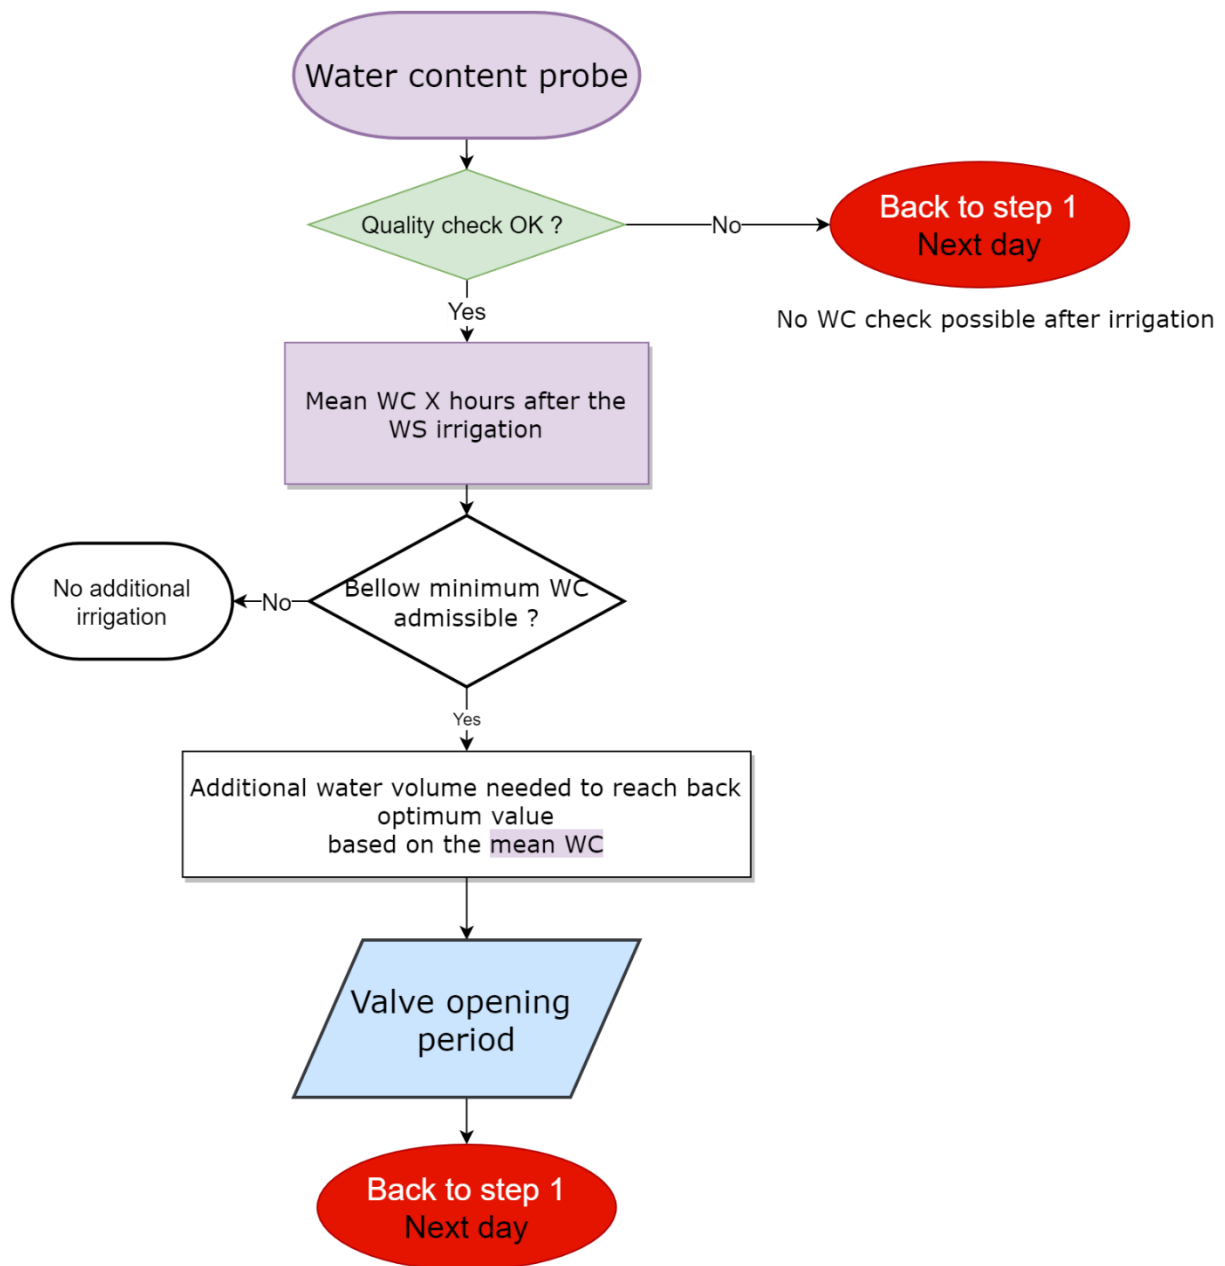 Water content probe
Quality check OK ?
No
Back to step 1
Next day
No WC check possible after irrigation
Yes
Mean WC X hours after the
WS irrigation
Bellow minimum WC
admissible ?
No
No additional
irrigation
Yes
Additional water volume needed to reach back
optimum value
based on the mean WC
Valve opening
period
Back to step 1
Next day